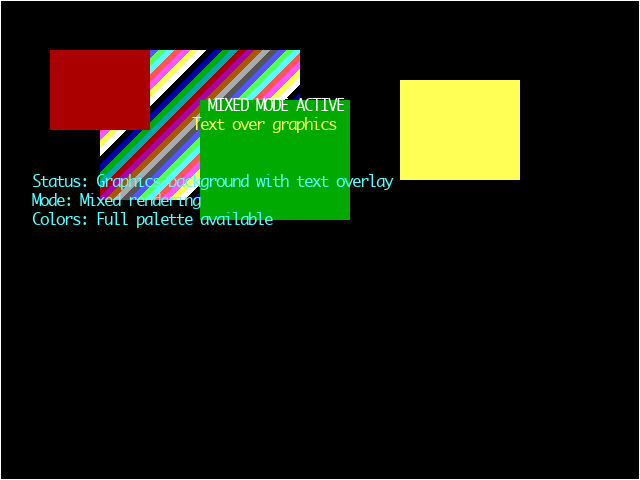 MIXED MODE ACTIVE
Text over graphics
Status: Graphics background with text overlay
Mode: Mixed rendering
Colors: Full palette available